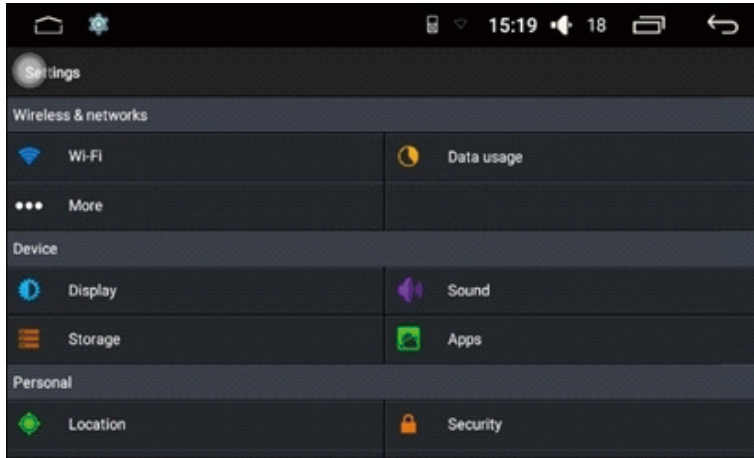 15:19 18
Settings
Wireless & networks
Wi-Fi Data usage
More
Device
Display Sound
Storage Apps
Personal
Location Security